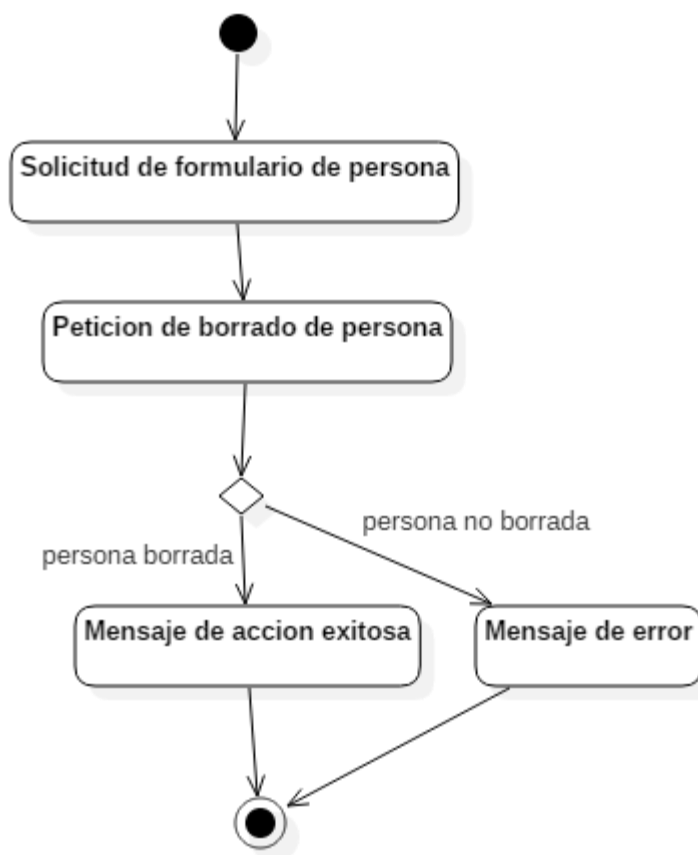 Solicitud de formulario de persona
Peticion de borrado de persona
persona no borrada
persona borrada
Mensaje de accion exitosa
Mensaje de error